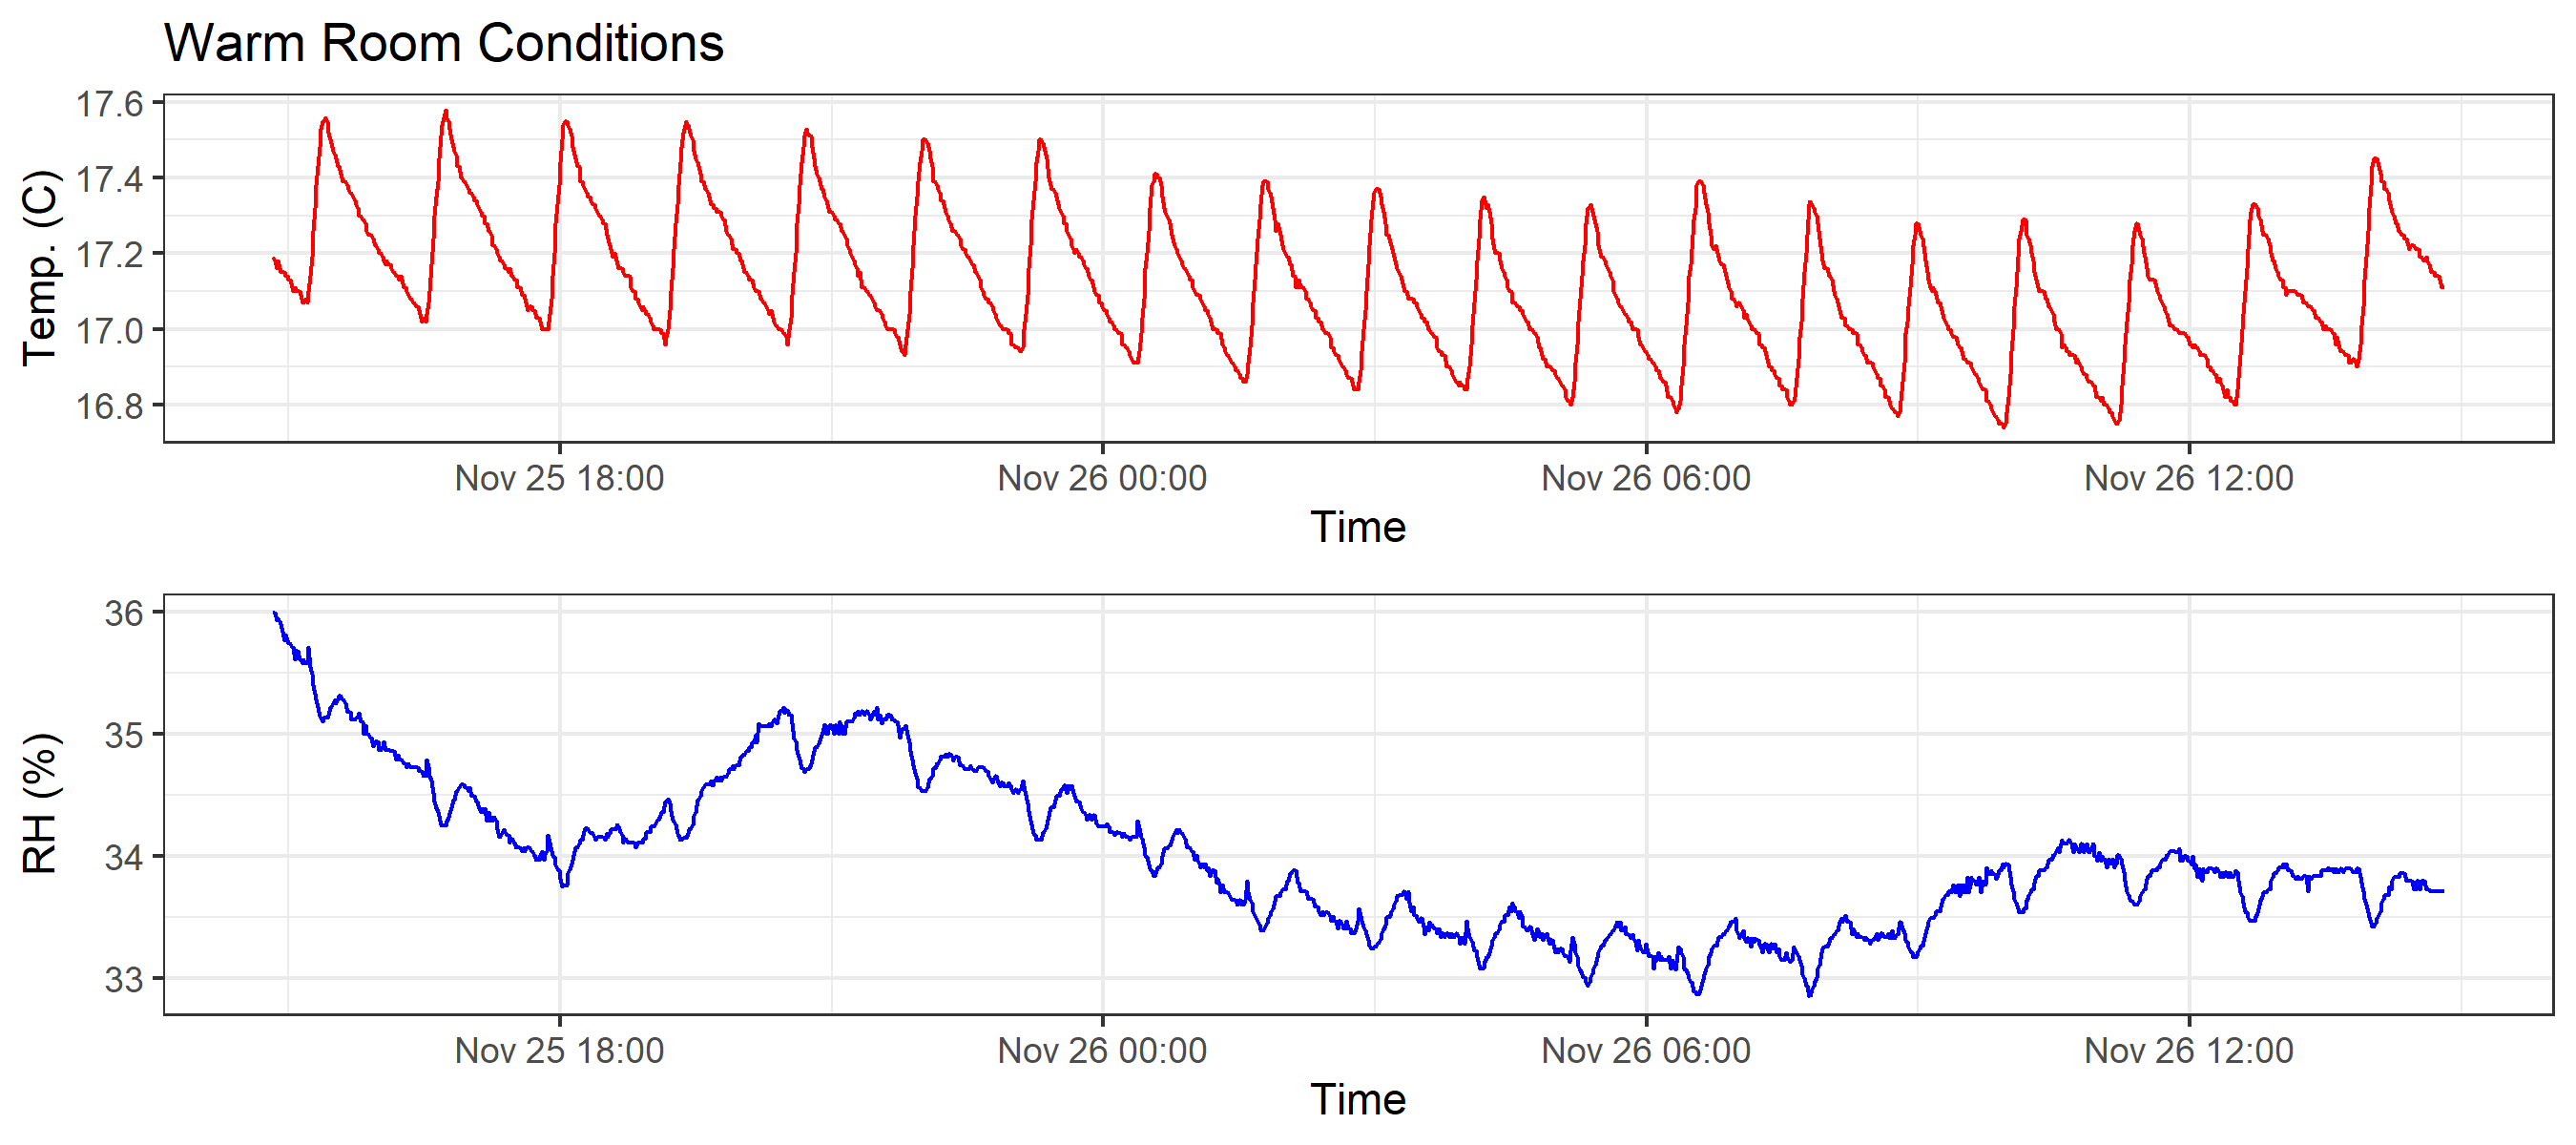 Warm Room Conditions
Temp. (C)
17.6
17.4
17.2
17.0
16.8
Nov 25 18:00 Nov 26 00:00 Nov 26 06:00 Nov 26 12:00
Time
RH (%)
36
35
34
33
Nov 25 18:00 Nov 26 00:00 Nov 26 06:00 Nov 26 12:00
Time